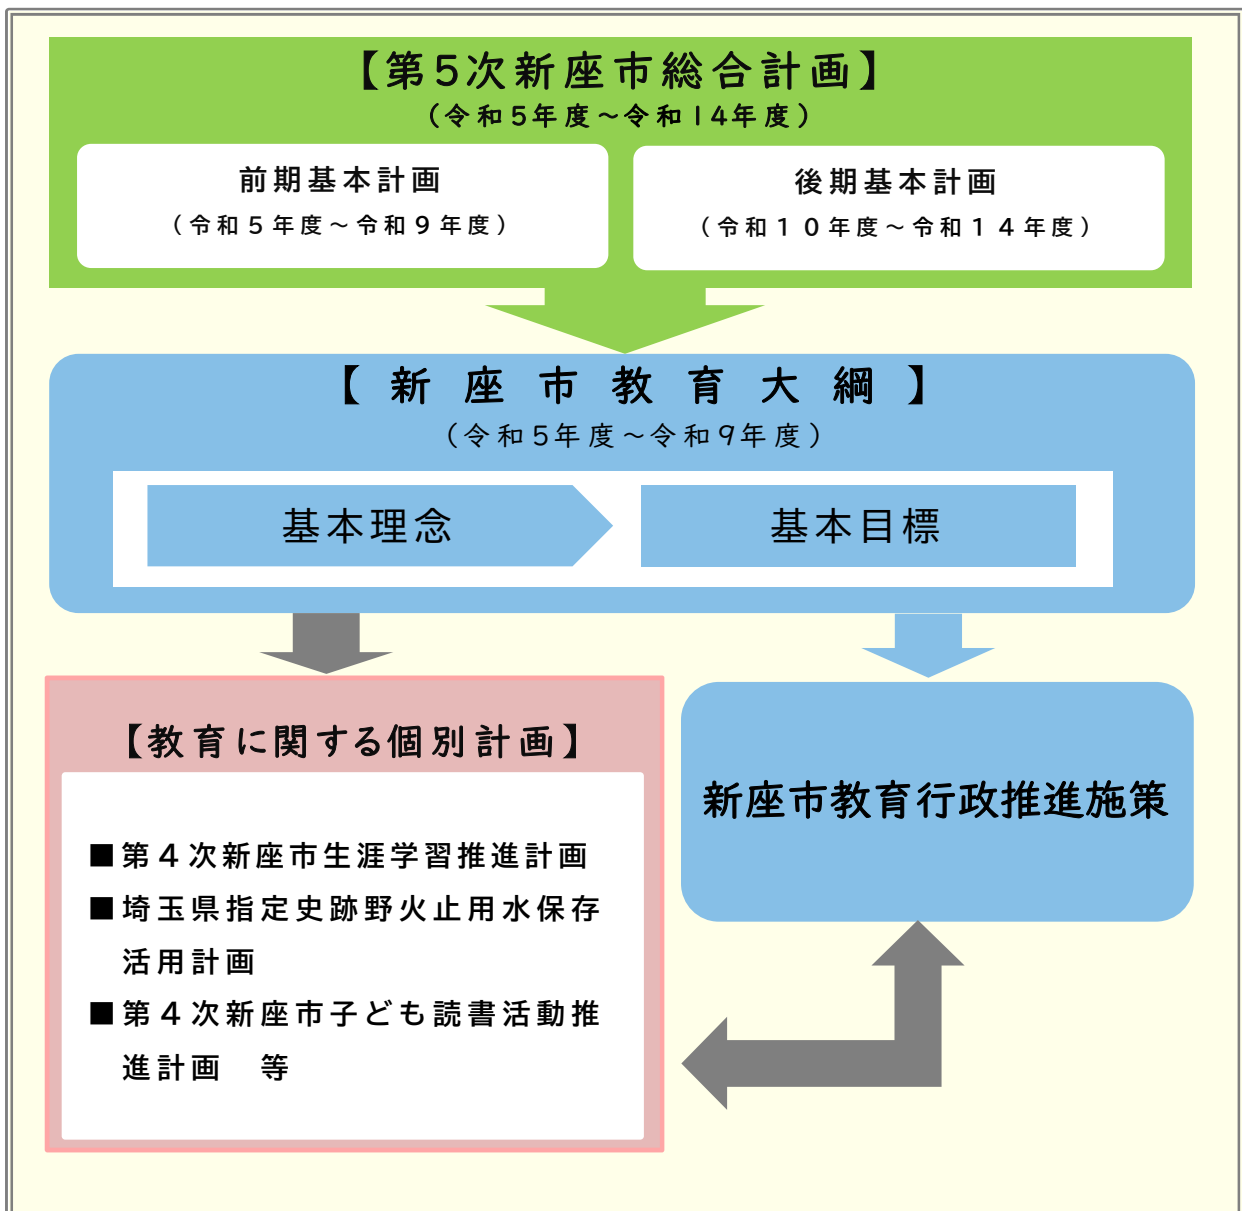 【第5次新座市総合計画】
(令和5年度～令和14年度)
前期基本計画
(令和5年度～令和9年度)
後期基本計画
(令和10年度～令和14年度)
【新座市教育大綱】
(令和5年度～令和9年度)
基本理念
基本目標
【教育に関する個別計画】
■第4次新座市生涯学習推進計画
■埼玉県指定史跡野火止用水保存
活用計画
■第4次新座市子ども読書活動推
進計画　等
新座市教育行政推進施策